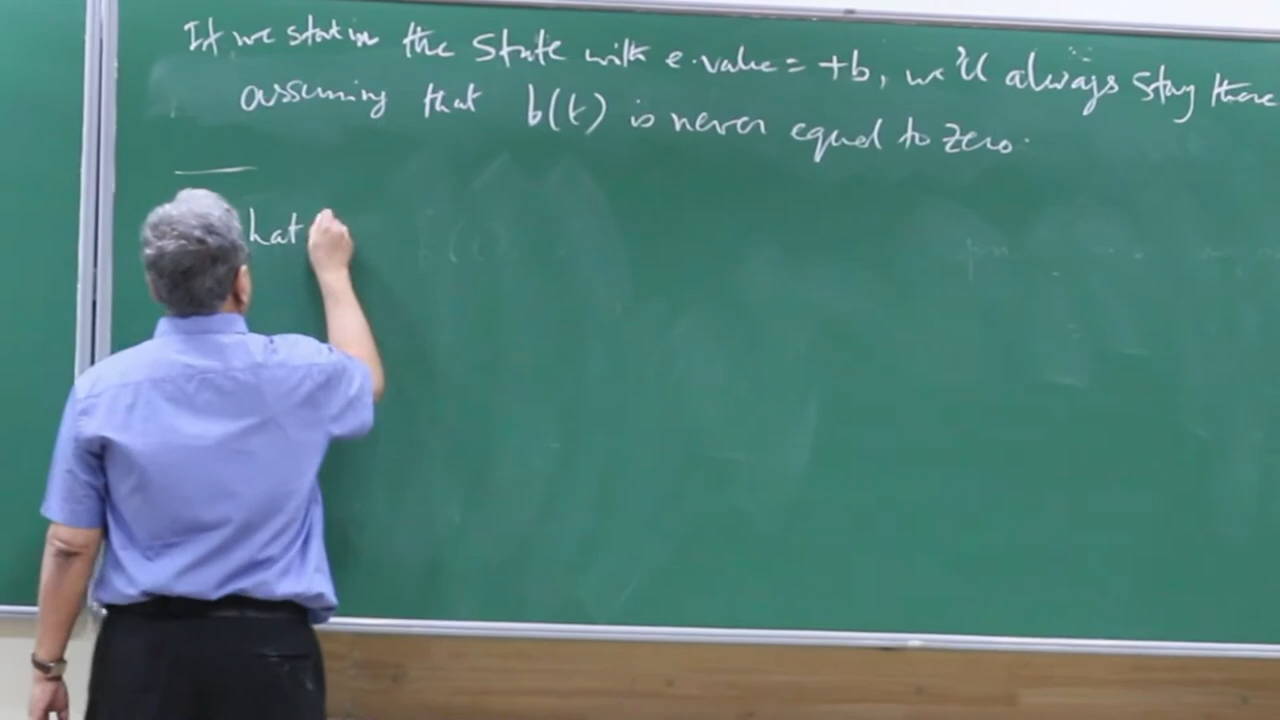 If we start in the state with e.value = +b, we'll always stay there
assuming that b(t) is never equal to zero.
hat